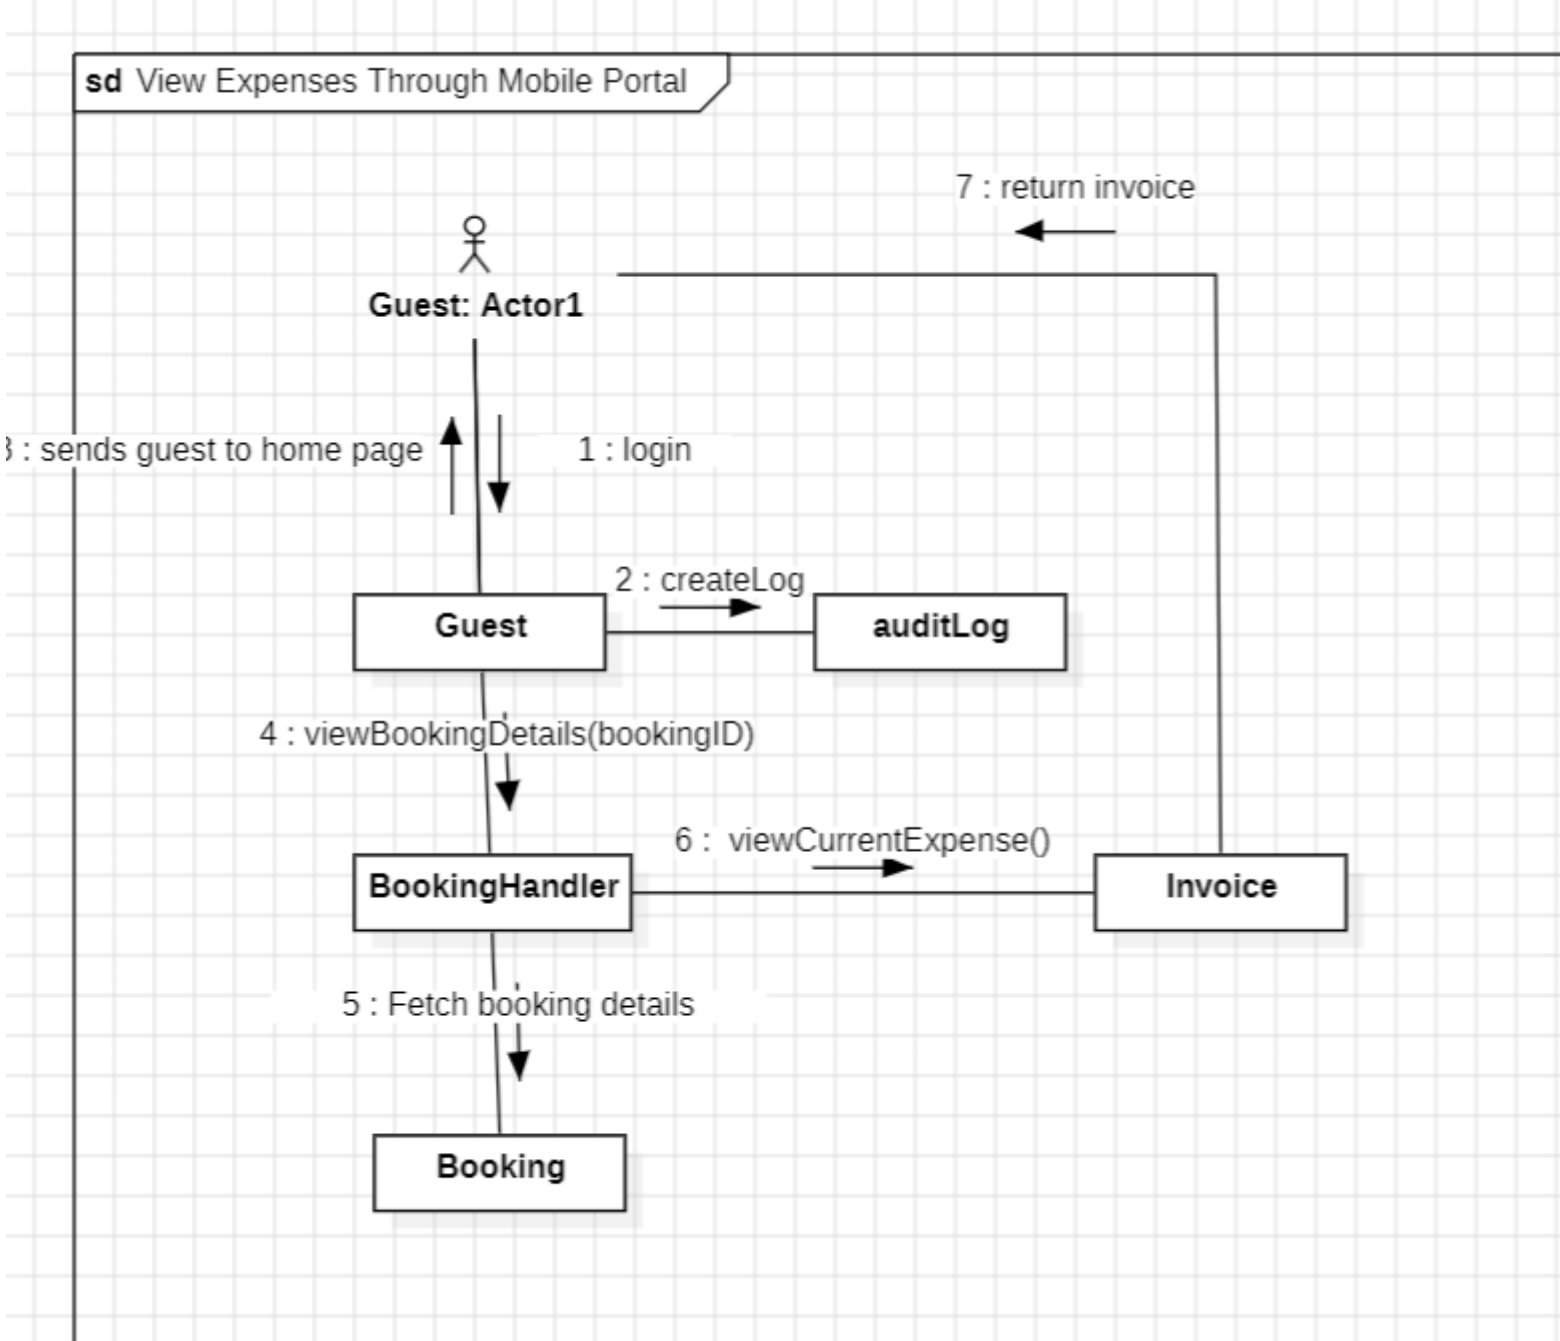 sd View Expenses Through Mobile Portal
7 : return invoice
Guest: Actor1
3 : sends guest to home page
1 : login
2 : createLog
Guest
auditLog
4 : viewBookingDetails(bookingID)
6 : viewCurrentExpense()
BookingHandler
Invoice
5 : Fetch booking details
Booking